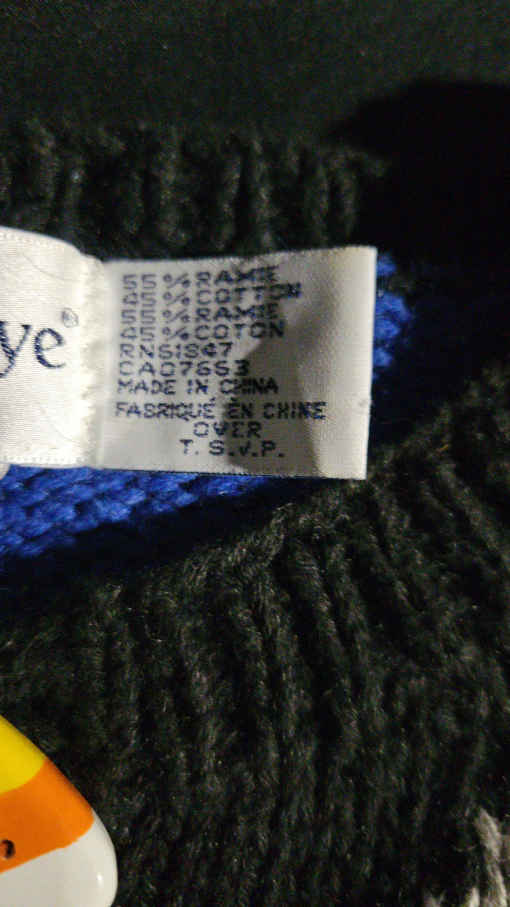 ye®
55% RAMIE
45% COTTON
55% RAMIE
45% COTON
RN51847
CA07653
MADE IN CHINA
FABRIQUÉ EN CHINE
OVER
T.S.V.P.